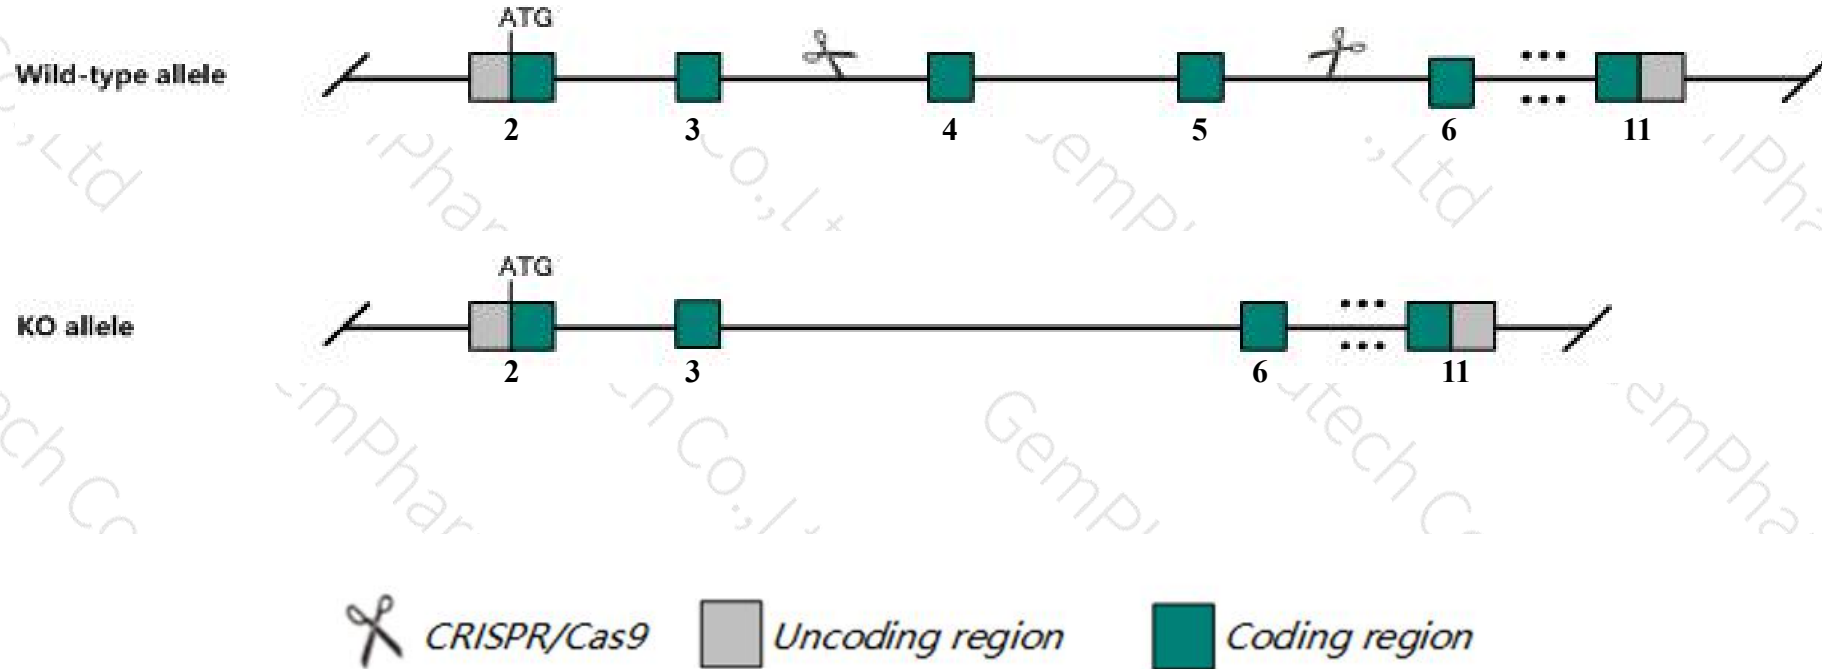 ATG
Wild-type allele
2 3 4 5 6 11
ATG
KO allele
2 3 6 11
CRISPR/Cas9 Uncoding region Coding region
GemPh